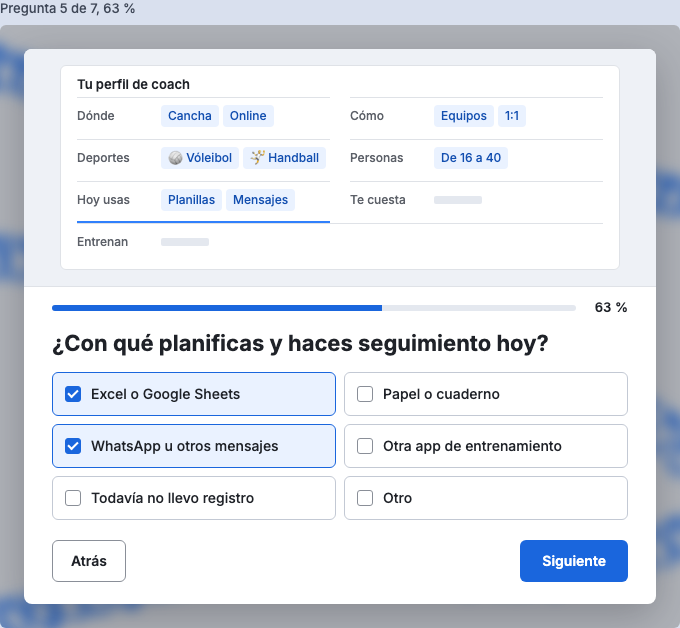 Pregunta 5 de 7, 63 %
Tu perfil de coach
Dónde Cancha Online
Cómo Equipos 1:1
Deportes Vóleibol Handball
Personas De 16 a 40
Hoy usas Planillas Mensajes
Te cuesta
Entrenan
63 %
¿Con qué planificas y haces seguimiento hoy?
Excel o Google Sheets
Papel o cuaderno
WhatsApp u otros mensajes
Otra app de entrenamiento
Todavía no llevo registro
Otro
Atrás
Siguiente